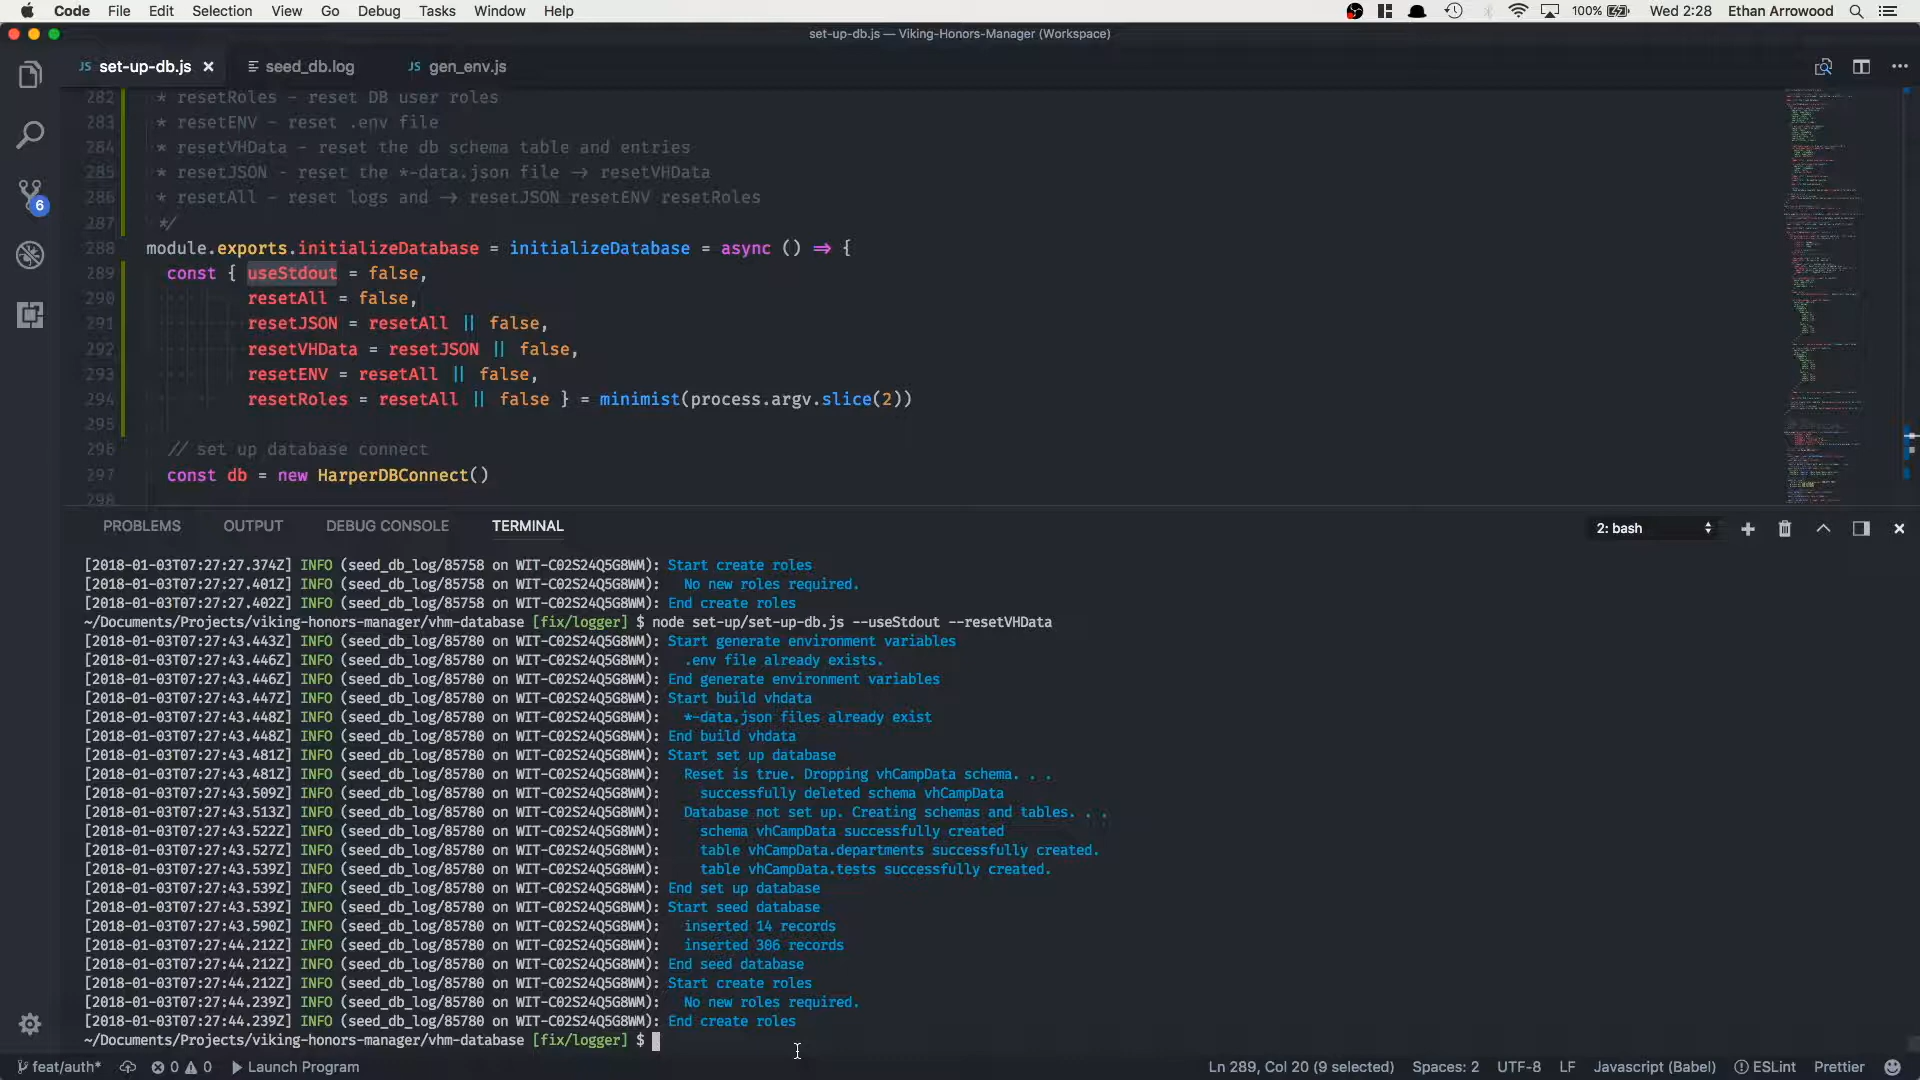 Code File Edit Selection View Go Debug Tasks Window Help 100% Wed 2:28 Ethan Arrowood
set-up-db.js — Viking-Honors-Manager (Workspace)
JS set-up-db.js seed_db.log JS gen_env.js
282 * resetRoles - reset DB user roles
283 * resetENV - reset .env file
284 * resetVHData - reset the db schema table and entries
285 * resetJSON - reset the *-data.json file -> resetVHData
286 * resetAll - reset logs and -> resetJSON resetENV resetRoles
287 */
288 module.exports.initializeDatabase = initializeDatabase = async () => {
289 const { useStdout = false,
290 resetAll = false,
291 resetJSON = resetAll || false,
292 resetVHData = resetJSON || false,
293 resetENV = resetAll || false,
294 resetRoles = resetAll || false } = minimist(process.argv.slice(2))
295
296 // set up database connect
297 const db = new HarperDBConnect()
298
6
PROBLEMS OUTPUT DEBUG CONSOLE TERMINAL 2: bash
[2018-01-03T07:27:27.374Z] INFO (seed_db_log/85758 on WIT-C02S24Q5G8WM): Start create roles
[2018-01-03T07:27:27.401Z] INFO (seed_db_log/85758 on WIT-C02S24Q5G8WM): No new roles required.
[2018-01-03T07:27:27.402Z] INFO (seed_db_log/85758 on WIT-C02S24Q5G8WM): End create roles
~/Documents/Projects/viking-honors-manager/vhm-database [fix/logger] $ node set-up/set-up-db.js --useStdout --resetVHData
[2018-01-03T07:27:43.443Z] INFO (seed_db_log/85780 on WIT-C02S24Q5G8WM): Start generate environment variables
[2018-01-03T07:27:43.446Z] INFO (seed_db_log/85780 on WIT-C02S24Q5G8WM): .env file already exists.
[2018-01-03T07:27:43.446Z] INFO (seed_db_log/85780 on WIT-C02S24Q5G8WM): End generate environment variables
[2018-01-03T07:27:43.447Z] INFO (seed_db_log/85780 on WIT-C02S24Q5G8WM): Start build vhdata
[2018-01-03T07:27:43.448Z] INFO (seed_db_log/85780 on WIT-C02S24Q5G8WM): *-data.json files already exist
[2018-01-03T07:27:43.448Z] INFO (seed_db_log/85780 on WIT-C02S24Q5G8WM): End build vhdata
[2018-01-03T07:27:43.481Z] INFO (seed_db_log/85780 on WIT-C02S24Q5G8WM): Start set up database
[2018-01-03T07:27:43.481Z] INFO (seed_db_log/85780 on WIT-C02S24Q5G8WM): Reset is true. Dropping vhCampData schema. . .
[2018-01-03T07:27:43.509Z] INFO (seed_db_log/85780 on WIT-C02S24Q5G8WM): successfully deleted schema vhCampData
[2018-01-03T07:27:43.513Z] INFO (seed_db_log/85780 on WIT-C02S24Q5G8WM): Database not set up. Creating schemas and tables. . .
[2018-01-03T07:27:43.522Z] INFO (seed_db_log/85780 on WIT-C02S24Q5G8WM): schema vhCampData successfully created
[2018-01-03T07:27:43.527Z] INFO (seed_db_log/85780 on WIT-C02S24Q5G8WM): table vhCampData.departments successfully created.
[2018-01-03T07:27:43.539Z] INFO (seed_db_log/85780 on WIT-C02S24Q5G8WM): table vhCampData.tests successfully created.
[2018-01-03T07:27:43.539Z] INFO (seed_db_log/85780 on WIT-C02S24Q5G8WM): End set up database
[2018-01-03T07:27:43.539Z] INFO (seed_db_log/85780 on WIT-C02S24Q5G8WM): Start seed database
[2018-01-03T07:27:43.590Z] INFO (seed_db_log/85780 on WIT-C02S24Q5G8WM): inserted 14 records
[2018-01-03T07:27:44.212Z] INFO (seed_db_log/85780 on WIT-C02S24Q5G8WM): inserted 306 records
[2018-01-03T07:27:44.212Z] INFO (seed_db_log/85780 on WIT-C02S24Q5G8WM): End seed database
[2018-01-03T07:27:44.212Z] INFO (seed_db_log/85780 on WIT-C02S24Q5G8WM): Start create roles
[2018-01-03T07:27:44.239Z] INFO (seed_db_log/85780 on WIT-C02S24Q5G8WM): No new roles required.
[2018-01-03T07:27:44.239Z] INFO (seed_db_log/85780 on WIT-C02S24Q5G8WM): End create roles
~/Documents/Projects/viking-honors-manager/vhm-database [fix/logger] $
feat/auth* 0 0 Launch Program Ln 289, Col 20 (9 selected) Spaces: 2 UTF-8 LF Javascript (Babel) ESLint Prettier